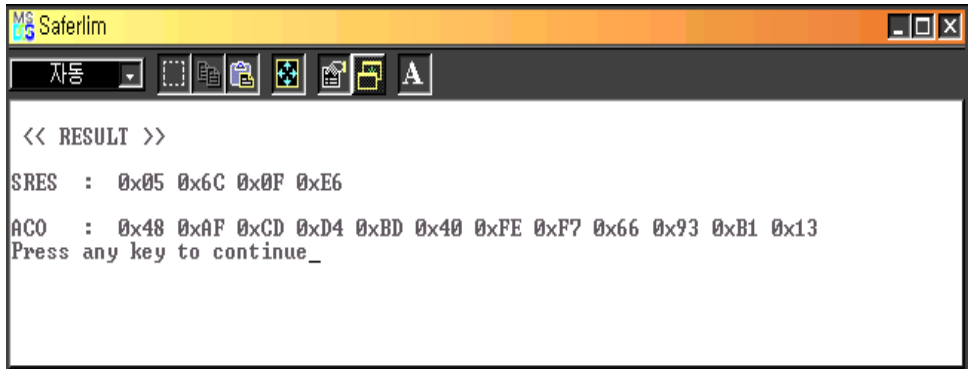 Saferlim
자동
A
<< RESULT >>
SRES : 0x05 0x6C 0x0F 0xE6
ACO : 0x48 0xAF 0xCD 0xD4 0xBD 0x40 0xFE 0xF7 0x66 0x93 0xB1 0x13
Press any key to continue_